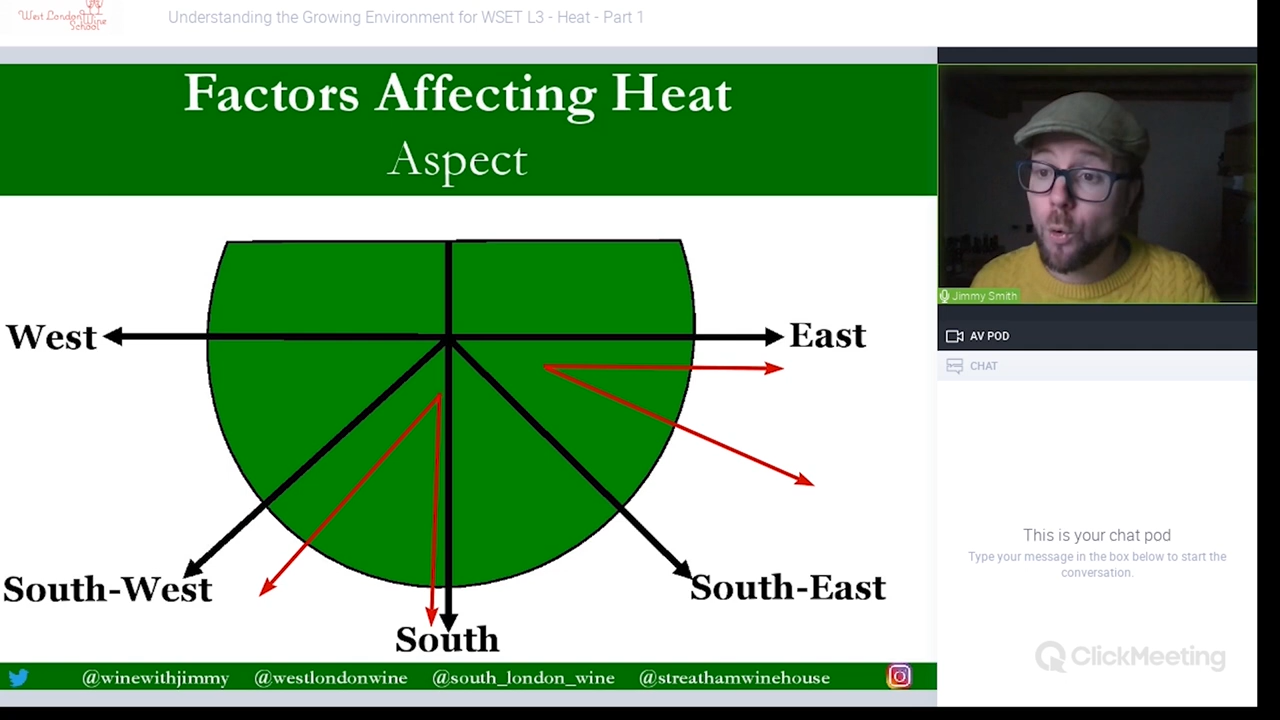 West London
Wine
School
Understanding the Growing Environment for WSET L3 - Heat - Part 1
Factors Affecting Heat
Aspect
West
East
South-West
South-East
South
@winewithjimmy @westlondonwine @south_london_wine @streathamwinehouse
Jimmy Smith
AV POD
CHAT
This is your chat pod
Type your message in the box below to start the
conversation.
ClickMeeting